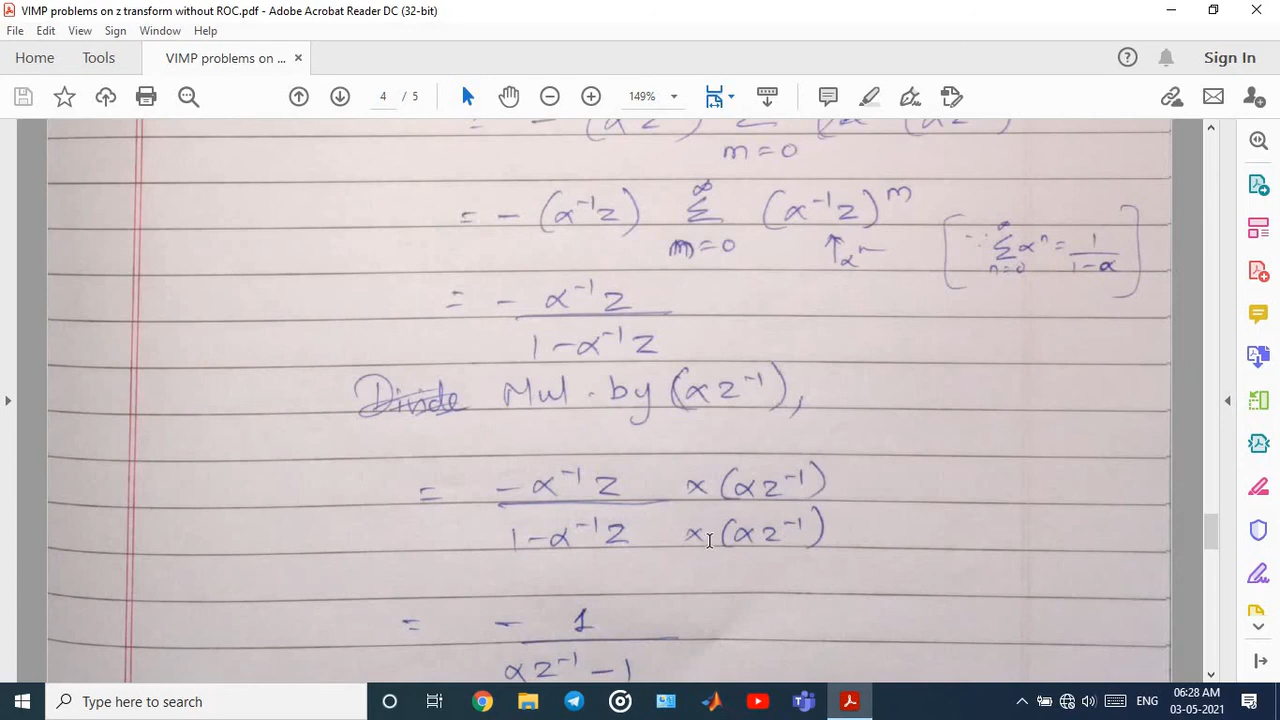 VIMP problems on z transform without ROC.pdf - Adobe Acrobat Reader DC (32-bit)
File Edit View Sign Window Help
Home Tools VIMP problems on ... ×
Sign In
4 / 5 149%
m=0
= - (α⁻¹z) ∑_{m=0}^{∞} (α⁻¹z)^m
[∵ ∑_{n=0}^{∞} α^n = 1/(1-α)]
= - α⁻¹z
1-α⁻¹z
Mul. by (αz⁻¹),
= -α⁻¹z ×(αz⁻¹)
1-α⁻¹z ×(αz⁻¹)
= - 1
αz⁻¹ - 1
Type here to search
ENG
06:28 AM
03-05-2021